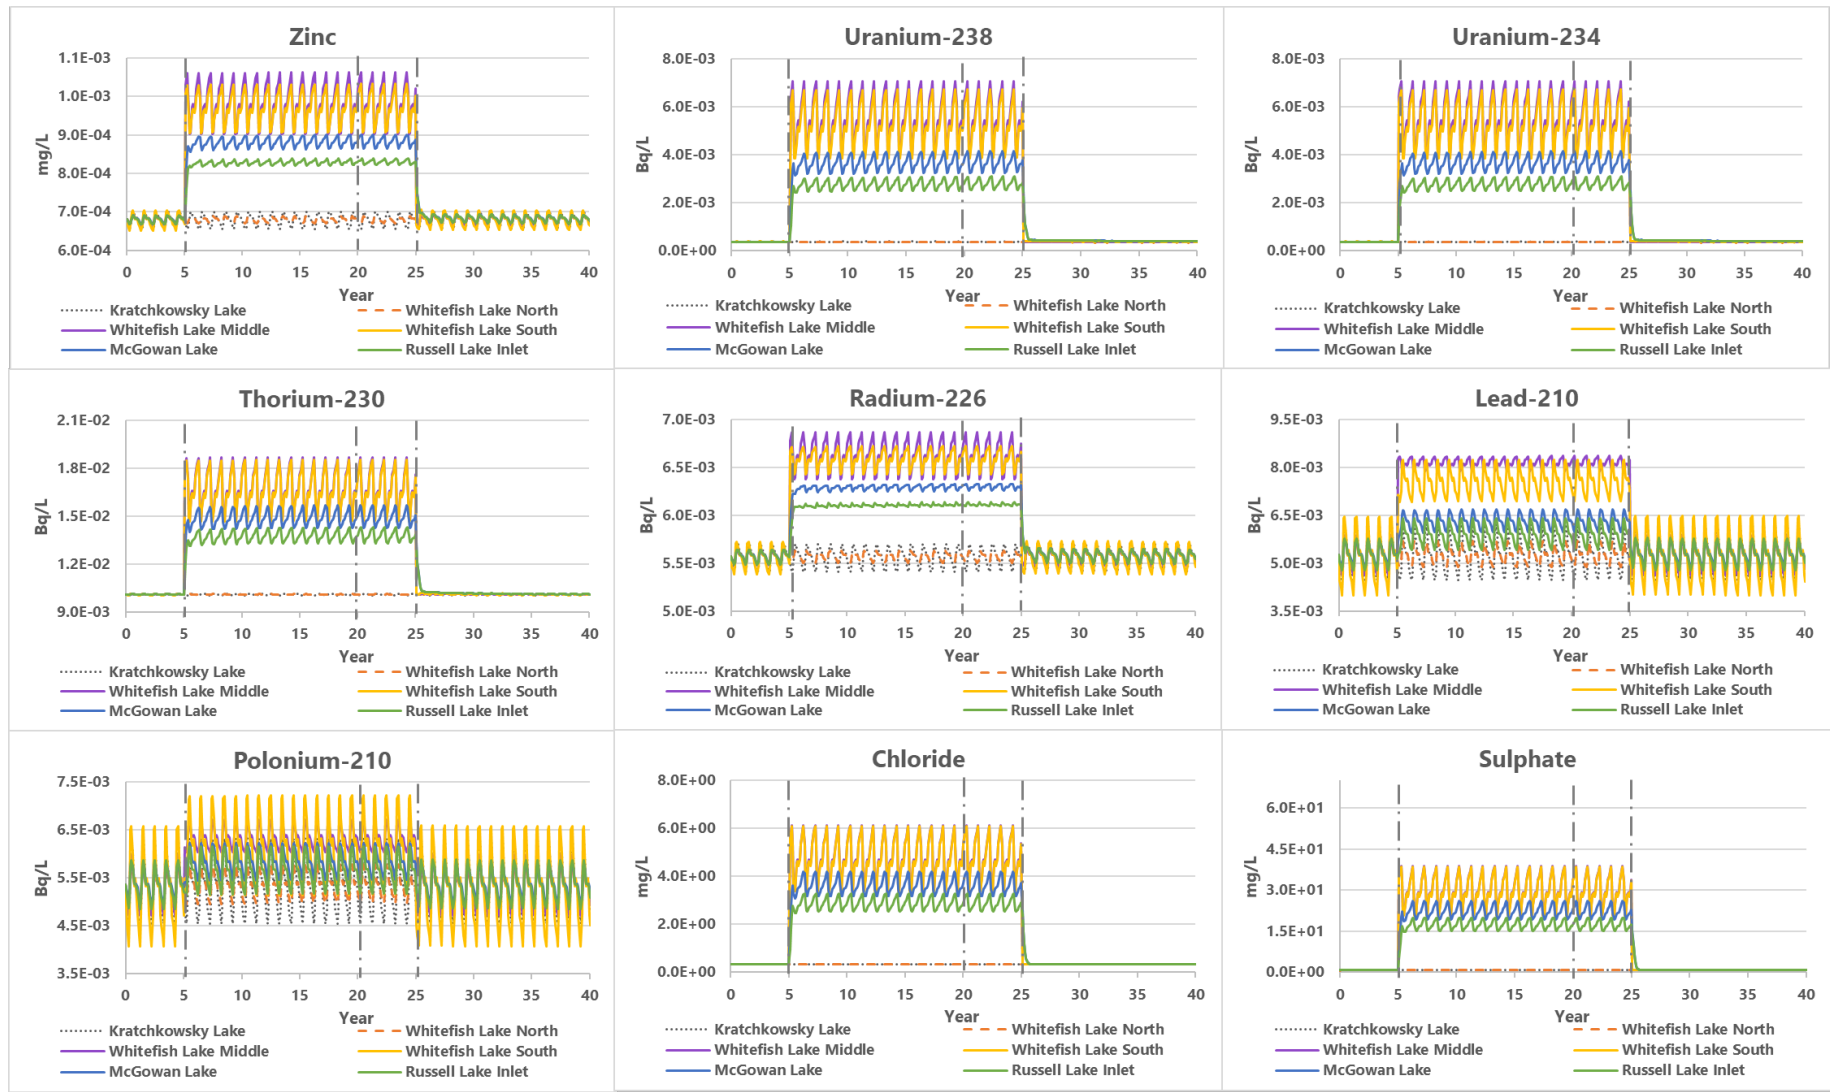 Zinc
1.1E-03
1.0E-03
9.0E-04
8.0E-04
7.0E-04
6.0E-04
mg/L
0 5 10 15 20 25 30 35 40
Year
Kratchkowsky Lake Whitefish Lake North
Whitefish Lake Middle Whitefish Lake South
McGowan Lake Russell Lake Inlet
Uranium-238
8.0E-03
6.0E-03
4.0E-03
2.0E-03
0.0E+00
Bq/L
0 5 10 15 20 25 30 35 40
Year
Kratchkowsky Lake Whitefish Lake North
Whitefish Lake Middle Whitefish Lake South
McGowan Lake Russell Lake Inlet
Uranium-234
8.0E-03
6.0E-03
4.0E-03
2.0E-03
0.0E+00
Bq/L
0 5 10 15 20 25 30 35 40
Year
Kratchkowsky Lake Whitefish Lake North
Whitefish Lake Middle Whitefish Lake South
McGowan Lake Russell Lake Inlet
Thorium-230
2.1E-02
1.8E-02
1.5E-02
1.2E-02
9.0E-03
Bq/L
0 5 10 15 20 25 30 35 40
Year
Kratchkowsky Lake Whitefish Lake North
Whitefish Lake Middle Whitefish Lake South
McGowan Lake Russell Lake Inlet
Radium-226
7.0E-03
6.5E-03
6.0E-03
5.5E-03
5.0E-03
Bq/L
0 5 10 15 20 25 30 35 40
Year
Kratchkowsky Lake Whitefish Lake North
Whitefish Lake Middle Whitefish Lake South
McGowan Lake Russell Lake Inlet
Lead-210
9.5E-03
8.0E-03
6.5E-03
5.0E-03
3.5E-03
Bq/L
0 5 10 15 20 25 30 35 40
Year
Kratchkowsky Lake Whitefish Lake North
Whitefish Lake Middle Whitefish Lake South
McGowan Lake Russell Lake Inlet
Polonium-210
7.5E-03
6.5E-03
5.5E-03
4.5E-03
3.5E-03
Bq/L
0 5 10 15 20 25 30 35 40
Year
Kratchkowsky Lake Whitefish Lake North
Whitefish Lake Middle Whitefish Lake South
McGowan Lake Russell Lake Inlet
Chloride
8.0E+00
6.0E+00
4.0E+00
2.0E+00
0.0E+00
mg/L
0 5 10 15 20 25 30 35 40
Year
Kratchkowsky Lake Whitefish Lake North
Whitefish Lake Middle Whitefish Lake South
McGowan Lake Russell Lake Inlet
Sulphate
6.0E+01
4.5E+01
3.0E+01
1.5E+01
0.0E+00
mg/L
0 5 10 15 20 25 30 35 40
Year
Kratchkowsky Lake Whitefish Lake North
Whitefish Lake Middle Whitefish Lake South
McGowan Lake Russell Lake Inlet